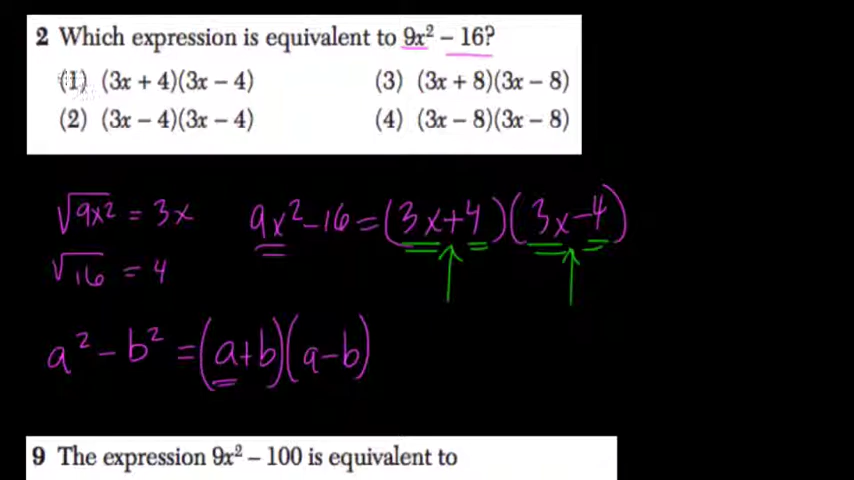 2 Which expression is equivalent to 9x² – 16?
(1) (3x + 4)(3x – 4) (3) (3x + 8)(3x – 8)
(2) (3x – 4)(3x – 4) (4) (3x – 8)(3x – 8)
√9x² = 3x 9x² - 16 = (3x+4)(3x-4)
√16 = 4
a² - b² = (a+b)(a-b)
9 The expression 9x² – 100 is equivalent to